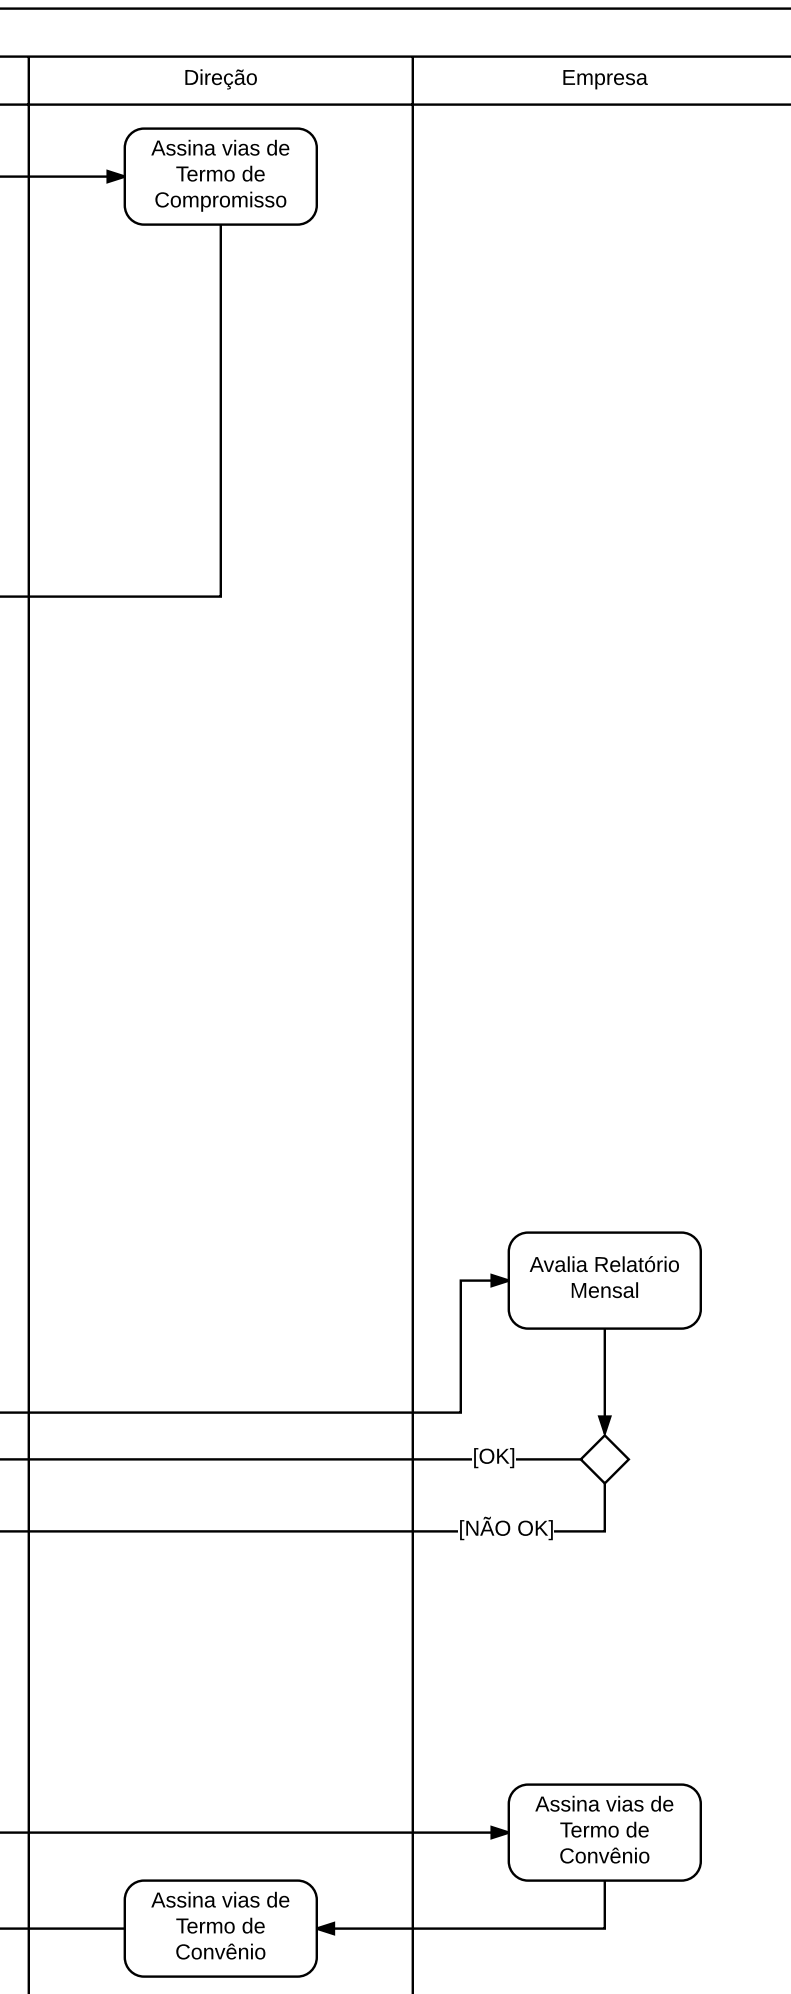 Direção
Empresa
Assina vias de
Termo de
Compromisso
Avalia Relatório
Mensal
[OK]
[NÃO OK]
Assina vias de
Termo de
Convênio
Assina vias de
Termo de
Convênio